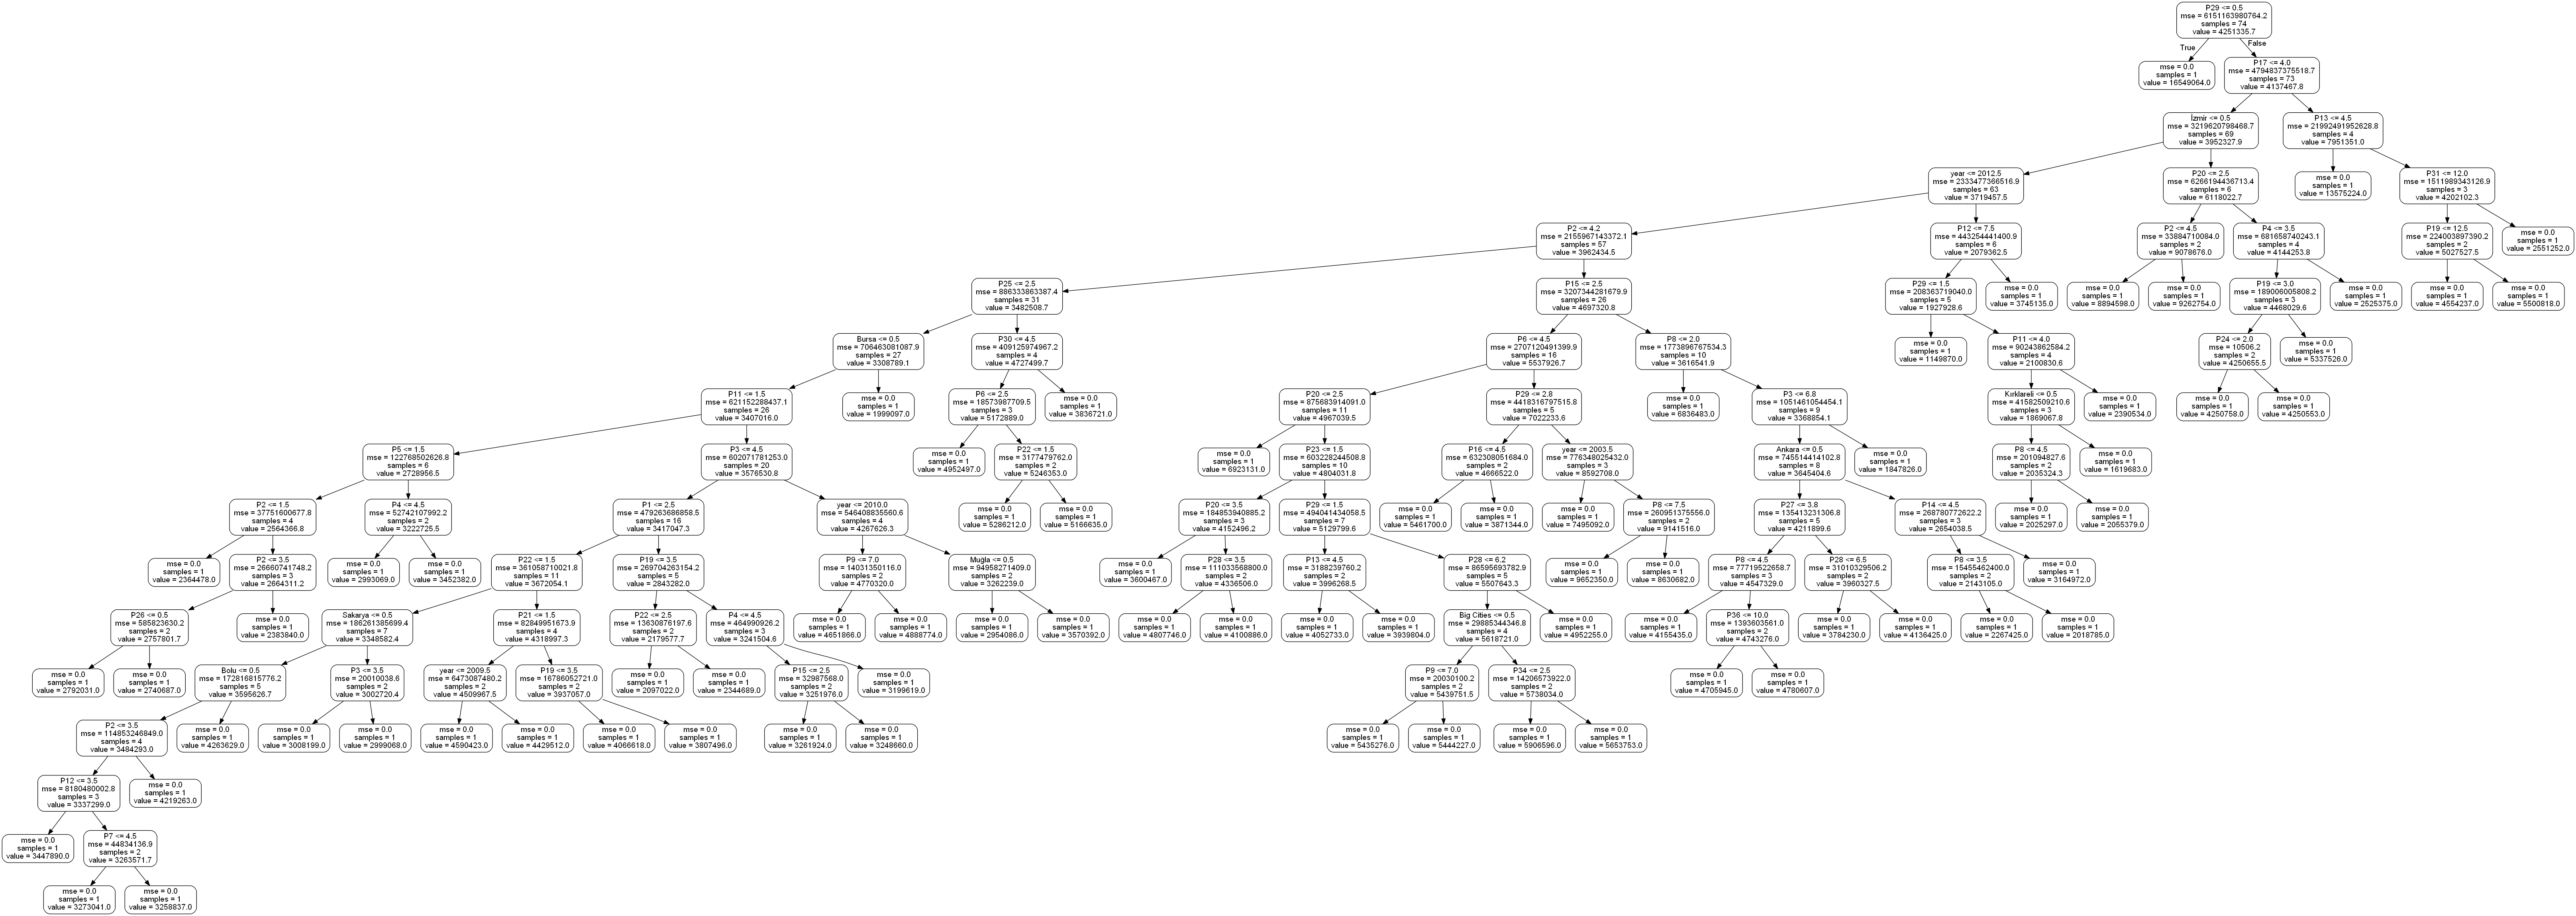 P29 <= 0.5
mse = 6151163980764.2
samples = 74
value = 4251335.7
True
False
mse = 0.0
samples = 1
value = 16549064.0
P17 <= 4.0
mse = 4794837375518.7
samples = 73
value = 4137467.8
İzmir <= 0.5
mse = 3219620798468.7
samples = 69
value = 3952327.9
P13 <= 4.5
mse = 21992491952628.8
samples = 4
value = 7951351.0
year <= 2012.5
mse = 2333477366516.9
samples = 63
value = 3719457.5
P20 <= 2.5
mse = 6266194436713.4
samples = 6
value = 6118022.7
mse = 0.0
samples = 1
value = 13575224.0
P31 <= 12.0
mse = 1511989343126.9
samples = 3
value = 4202102.3
P2 <= 4.2
mse = 2155967143372.1
samples = 57
value = 3962434.5
P12 <= 7.5
mse = 443254441400.9
samples = 6
value = 2079362.5
P2 <= 4.5
mse = 33884710084.0
samples = 2
value = 9078676.0
P4 <= 3.5
mse = 681658740243.1
samples = 4
value = 4144253.8
P19 <= 12.5
mse = 224003897390.2
samples = 2
value = 5027527.5
mse = 0.0
samples = 1
value = 2551252.0
P25 <= 2.5
mse = 886333863387.4
samples = 31
value = 3482508.7
P15 <= 2.5
mse = 3207344281679.9
samples = 26
value = 4697320.8
P29 <= 1.5
mse = 208363719040.0
samples = 5
value = 1927928.6
mse = 0.0
samples = 1
value = 3745135.0
mse = 0.0
samples = 1
value = 8894598.0
mse = 0.0
samples = 1
value = 9262754.0
P19 <= 3.0
mse = 189006005808.2
samples = 3
value = 4468029.6
mse = 0.0
samples = 1
value = 2525375.0
mse = 0.0
samples = 1
value = 4554237.0
mse = 0.0
samples = 1
value = 5500818.0
Bursa <= 0.5
mse = 706463081087.9
samples = 27
value = 3308789.1
P30 <= 4.5
mse = 409125974967.2
samples = 4
value = 4727499.7
P6 <= 4.5
mse = 2707120491399.9
samples = 16
value = 5537926.7
P8 <= 2.0
mse = 1773896767534.3
samples = 10
value = 3616541.9
mse = 0.0
samples = 1
value = 1149870.0
P11 <= 4.0
mse = 90243862584.2
samples = 4
value = 2100830.6
P24 <= 2.0
mse = 10506.2
samples = 2
value = 4250655.5
mse = 0.0
samples = 1
value = 5337526.0
P11 <= 1.5
mse = 621152288437.1
samples = 26
value = 3407016.0
mse = 0.0
samples = 1
value = 1999097.0
P6 <= 2.5
mse = 18573987709.5
samples = 3
value = 5172889.0
mse = 0.0
samples = 1
value = 3836721.0
P20 <= 2.5
mse = 875683914091.0
samples = 11
value = 4967039.5
P29 <= 2.8
mse = 4418316797515.8
samples = 5
value = 7022233.6
mse = 0.0
samples = 1
value = 6836483.0
P3 <= 6.8
mse = 1051461054454.1
samples = 9
value = 3368854.1
Kırklareli <= 0.5
mse = 41582509210.6
samples = 3
value = 1869067.8
mse = 0.0
samples = 1
value = 2390534.0
mse = 0.0
samples = 1
value = 4250758.0
mse = 0.0
samples = 1
value = 4250553.0
P5 <= 1.5
mse = 122768502626.8
samples = 6
value = 2728956.5
P3 <= 4.5
mse = 602071781253.0
samples = 20
value = 3576530.8
mse = 0.0
samples = 1
value = 4952497.0
P22 <= 1.5
mse = 3177479762.0
samples = 2
value = 5246353.0
mse = 0.0
samples = 1
value = 6923131.0
P23 <= 1.5
mse = 603228244508.8
samples = 10
value = 4804031.8
P16 <= 4.5
mse = 632308051684.0
samples = 2
value = 4666522.0
year <= 2003.5
mse = 776348025432.0
samples = 3
value = 8592708.0
Ankara <= 0.5
mse = 745514414102.8
samples = 8
value = 3645404.6
mse = 0.0
samples = 1
value = 1847826.0
P8 <= 4.5
mse = 201094827.6
samples = 2
value = 2035324.3
mse = 0.0
samples = 1
value = 1619683.0
P2 <= 1.5
mse = 37751600677.8
samples = 4
value = 2564366.8
P4 <= 4.5
mse = 52742107992.2
samples = 2
value = 3222725.5
P1 <= 2.5
mse = 479263686858.5
samples = 16
value = 3417047.3
year <= 2010.0
mse = 546408835560.6
samples = 4
value = 4267626.3
mse = 0.0
samples = 1
value = 5286212.0
mse = 0.0
samples = 1
value = 5166635.0
P20 <= 3.5
mse = 184853940885.2
samples = 3
value = 4152496.2
P29 <= 1.5
mse = 494041434058.5
samples = 7
value = 5129799.6
mse = 0.0
samples = 1
value = 5461700.0
mse = 0.0
samples = 1
value = 3871344.0
mse = 0.0
samples = 1
value = 7495092.0
P8 <= 7.5
mse = 260951375556.0
samples = 2
value = 9141516.0
P27 <= 3.8
mse = 135413231306.8
samples = 5
value = 4211899.6
P14 <= 4.5
mse = 268780772622.2
samples = 3
value = 2654038.5
mse = 0.0
samples = 1
value = 2025297.0
mse = 0.0
samples = 1
value = 2055379.0
mse = 0.0
samples = 1
value = 2364478.0
P2 <= 3.5
mse = 26660741748.2
samples = 3
value = 2664311.2
mse = 0.0
samples = 1
value = 2993069.0
mse = 0.0
samples = 1
value = 3452382.0
P22 <= 1.5
mse = 361058710021.8
samples = 11
value = 3672054.1
P19 <= 3.5
mse = 269704263154.2
samples = 5
value = 2843282.0
P9 <= 7.0
mse = 14031350116.0
samples = 2
value = 4770320.0
Muğla <= 0.5
mse = 94958271409.0
samples = 2
value = 3262239.0
mse = 0.0
samples = 1
value = 3600467.0
P28 <= 3.5
mse = 111033568800.0
samples = 2
value = 4336506.0
P13 <= 4.5
mse = 3188239760.2
samples = 2
value = 3996268.5
P28 <= 6.2
mse = 86595693782.9
samples = 5
value = 5507643.3
mse = 0.0
samples = 1
value = 9652350.0
mse = 0.0
samples = 1
value = 8630682.0
P8 <= 4.5
mse = 77719522658.7
samples = 3
value = 4547329.0
P28 <= 6.5
mse = 31010329506.2
samples = 2
value = 3960327.5
P8 <= 3.5
mse = 15455462400.0
samples = 2
value = 2143105.0
mse = 0.0
samples = 1
value = 3164972.0
P26 <= 0.5
mse = 585823630.2
samples = 2
value = 2757801.7
mse = 0.0
samples = 1
value = 2383840.0
Sakarya <= 0.5
mse = 186261385699.4
samples = 7
value = 3348582.4
P21 <= 1.5
mse = 82849951673.9
samples = 4
value = 4318997.3
P22 <= 2.5
mse = 13630876197.6
samples = 2
value = 2179577.7
P4 <= 4.5
mse = 464990926.2
samples = 3
value = 3241504.6
mse = 0.0
samples = 1
value = 4651866.0
mse = 0.0
samples = 1
value = 4888774.0
mse = 0.0
samples = 1
value = 2954086.0
mse = 0.0
samples = 1
value = 3570392.0
mse = 0.0
samples = 1
value = 4807746.0
mse = 0.0
samples = 1
value = 4100886.0
mse = 0.0
samples = 1
value = 4052733.0
mse = 0.0
samples = 1
value = 3939804.0
Big Cities <= 0.5
mse = 29885344346.8
samples = 4
value = 5618721.0
mse = 0.0
samples = 1
value = 4952255.0
mse = 0.0
samples = 1
value = 4155435.0
P36 <= 10.0
mse = 1393603561.0
samples = 2
value = 4743276.0
mse = 0.0
samples = 1
value = 3784230.0
mse = 0.0
samples = 1
value = 4136425.0
mse = 0.0
samples = 1
value = 2267425.0
mse = 0.0
samples = 1
value = 2018785.0
mse = 0.0
samples = 1
value = 2792031.0
mse = 0.0
samples = 1
value = 2740687.0
Bolu <= 0.5
mse = 172816815776.2
samples = 5
value = 3595626.7
P3 <= 3.5
mse = 20010038.6
samples = 2
value = 3002720.4
year <= 2009.5
mse = 6473087480.2
samples = 2
value = 4509967.5
P19 <= 3.5
mse = 16786052721.0
samples = 2
value = 3937057.0
mse = 0.0
samples = 1
value = 2097022.0
mse = 0.0
samples = 1
value = 2344689.0
P15 <= 2.5
mse = 32987568.0
samples = 2
value = 3251976.0
mse = 0.0
samples = 1
value = 3199619.0
P9 <= 7.0
mse = 20030100.2
samples = 2
value = 5439751.5
P34 <= 2.5
mse = 14206573922.0
samples = 2
value = 5738034.0
mse = 0.0
samples = 1
value = 4705945.0
mse = 0.0
samples = 1
value = 4780607.0
P2 <= 3.5
mse = 114853246849.0
samples = 4
value = 3484293.0
mse = 0.0
samples = 1
value = 4263629.0
mse = 0.0
samples = 1
value = 3008199.0
mse = 0.0
samples = 1
value = 2999068.0
mse = 0.0
samples = 1
value = 4590423.0
mse = 0.0
samples = 1
value = 4429512.0
mse = 0.0
samples = 1
value = 4066618.0
mse = 0.0
samples = 1
value = 3807496.0
mse = 0.0
samples = 1
value = 3261924.0
mse = 0.0
samples = 1
value = 3248660.0
mse = 0.0
samples = 1
value = 5435276.0
mse = 0.0
samples = 1
value = 5444227.0
mse = 0.0
samples = 1
value = 5906596.0
mse = 0.0
samples = 1
value = 5653753.0
P12 <= 3.5
mse = 8180480002.8
samples = 3
value = 3337299.0
mse = 0.0
samples = 1
value = 4219263.0
mse = 0.0
samples = 1
value = 3447890.0
P7 <= 4.5
mse = 44834136.9
samples = 2
value = 3263571.7
mse = 0.0
samples = 1
value = 3273041.0
mse = 0.0
samples = 1
value = 3258837.0